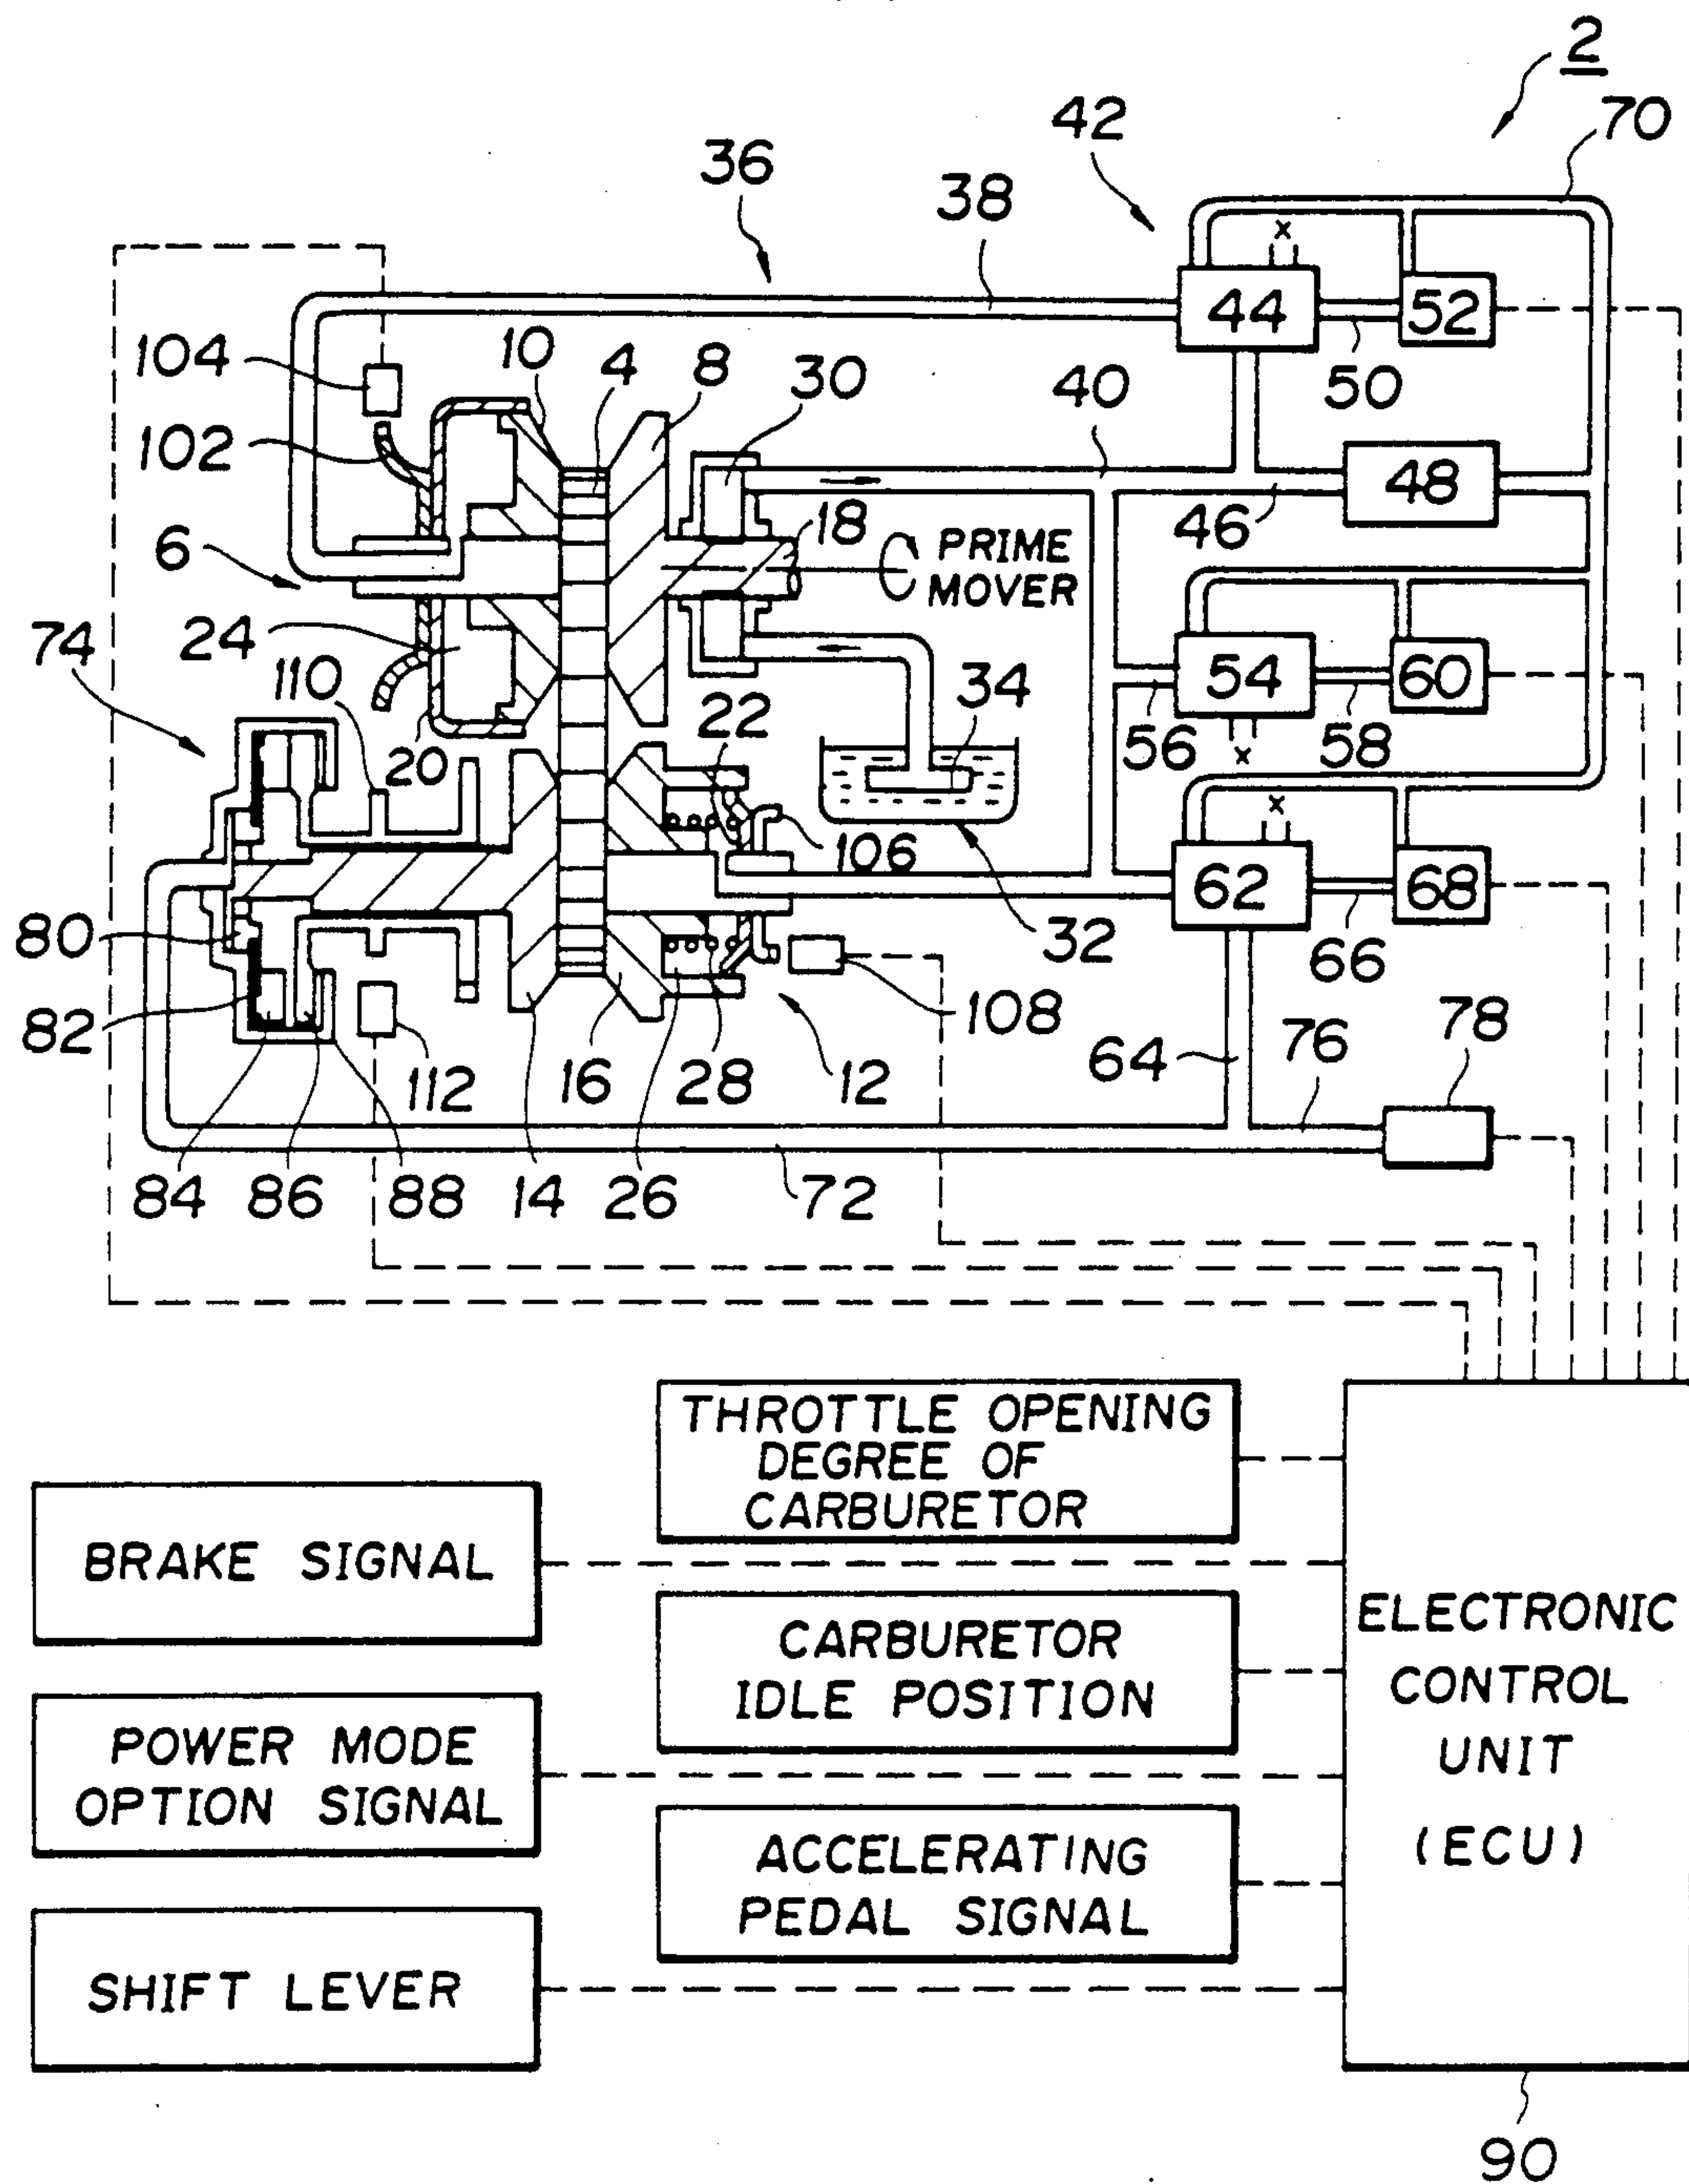 2
70
42
36
38
44
52
50
104
10
4
8
30
40
102
48
46
6
18
PRIME
MOVER
24
74
110
20
22
34
54
60
56
58
x
x
x
106
32
62
68
66
80
82
108
112
16
28
12
64
76
78
84
86
88
14
26
72
THROTTLE OPENING
DEGREE OF
CARBURETOR
BRAKE SIGNAL
CARBURETOR
IDLE POSITION
POWER MODE
OPTION SIGNAL
ACCELERATING
PEDAL SIGNAL
SHIFT LEVER
ELECTRONIC
CONTROL
UNIT
(ECU)
90